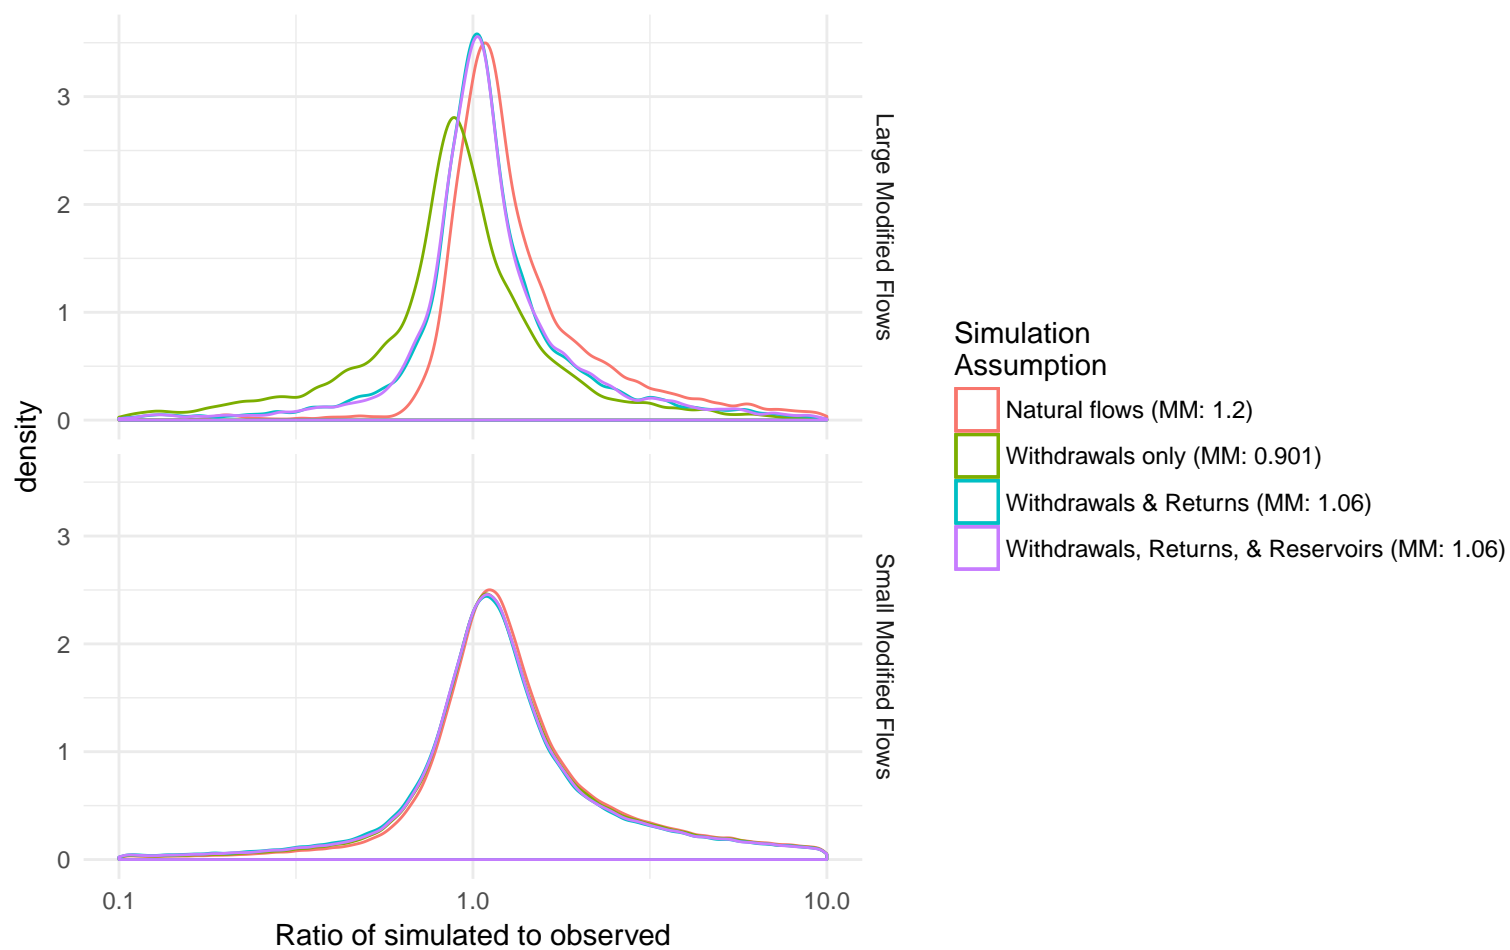 density
3
2
1
0
Large Modified Flows
3
2
1
0
Small Modified Flows
0.1
1.0
10.0
Ratio of simulated to observed
Simulation
Assumption
Natural flows (MM: 1.2)
Withdrawals only (MM: 0.901)
Withdrawals & Returns (MM: 1.06)
Withdrawals, Returns, & Reservoirs (MM: 1.06)